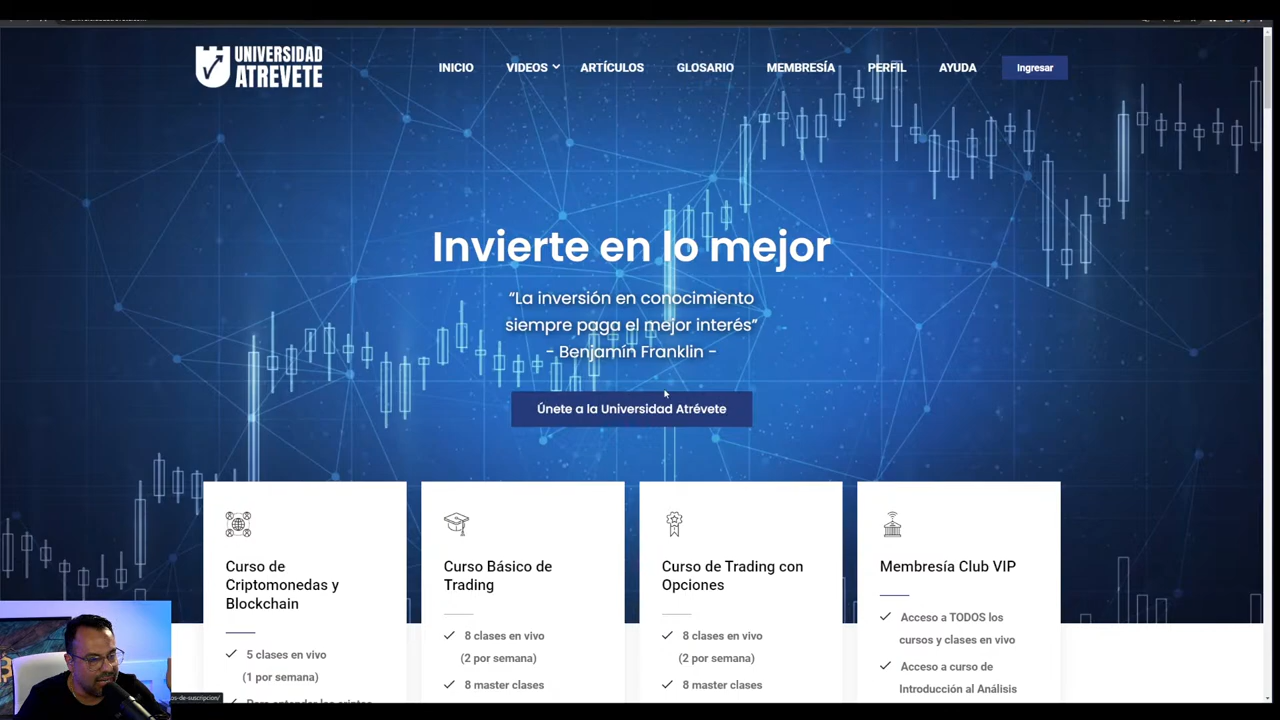 UNIVERSIDAD
ATREVETE
INICIO VIDEOS ARTÍCULOS GLOSARIO MEMBRESÍA PERFIL AYUDA Ingresar
Invierte en lo mejor
“La inversión en conocimiento
siempre paga el mejor interés”
- Benjamín Franklin -
Únete a la Universidad Atrévete
Curso de
Criptomonedas y
Blockchain
5 clases en vivo
(1 por semana)
Curso Básico de
Trading
8 clases en vivo
(2 por semana)
8 master clases
Curso de Trading con
Opciones
8 clases en vivo
(2 por semana)
8 master clases
Membresía Club VIP
Acceso a TODOS los
cursos y clases en vivo
Acceso a curso de
Introducción al Análisis
os-de-suscripcion/